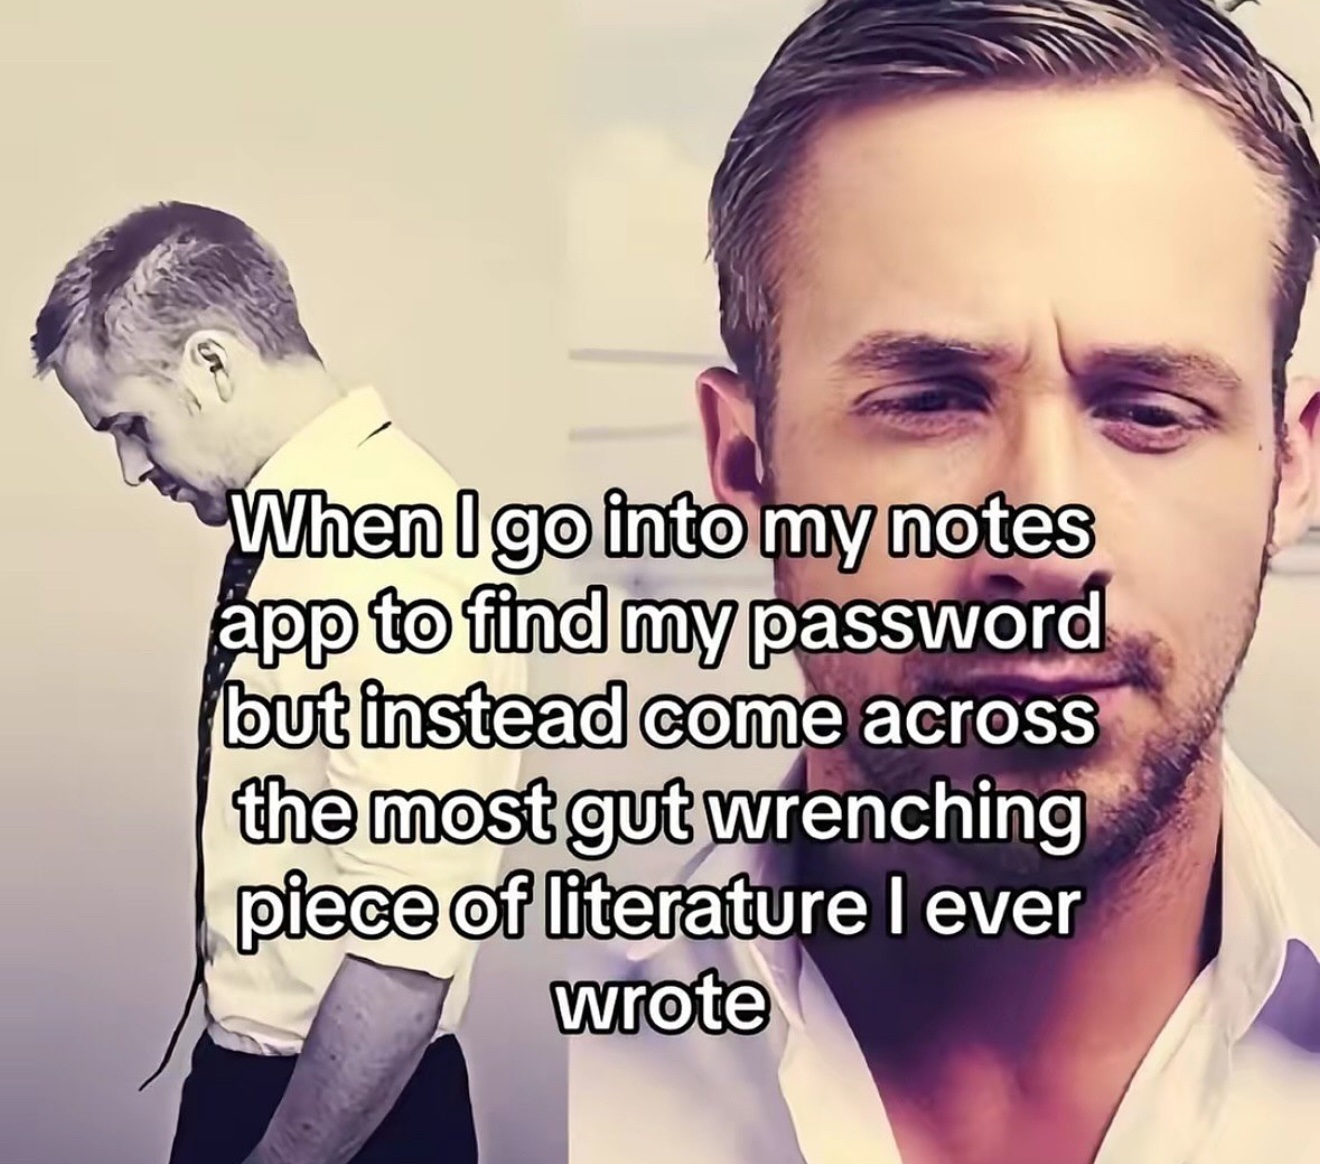 When I go into my notes
app to find my password
but instead come across
the most gut wrenching
piece of literature I ever
wrote